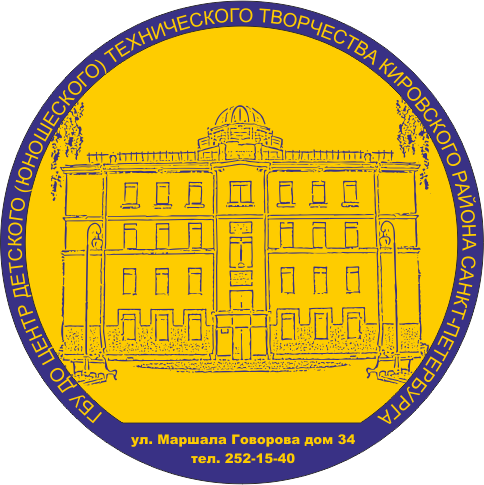 ГБУ ДО ЦЕНТР ДЕТСКОГО (ЮНОШЕСКОГО) ТЕХНИЧЕСКОГО ТВОРЧЕСТВА КИРОВСКОГО РАЙОНА САНКТ-ПЕТЕРБУРГА
ул. Маршала Говорова дом 34
тел. 252-15-40